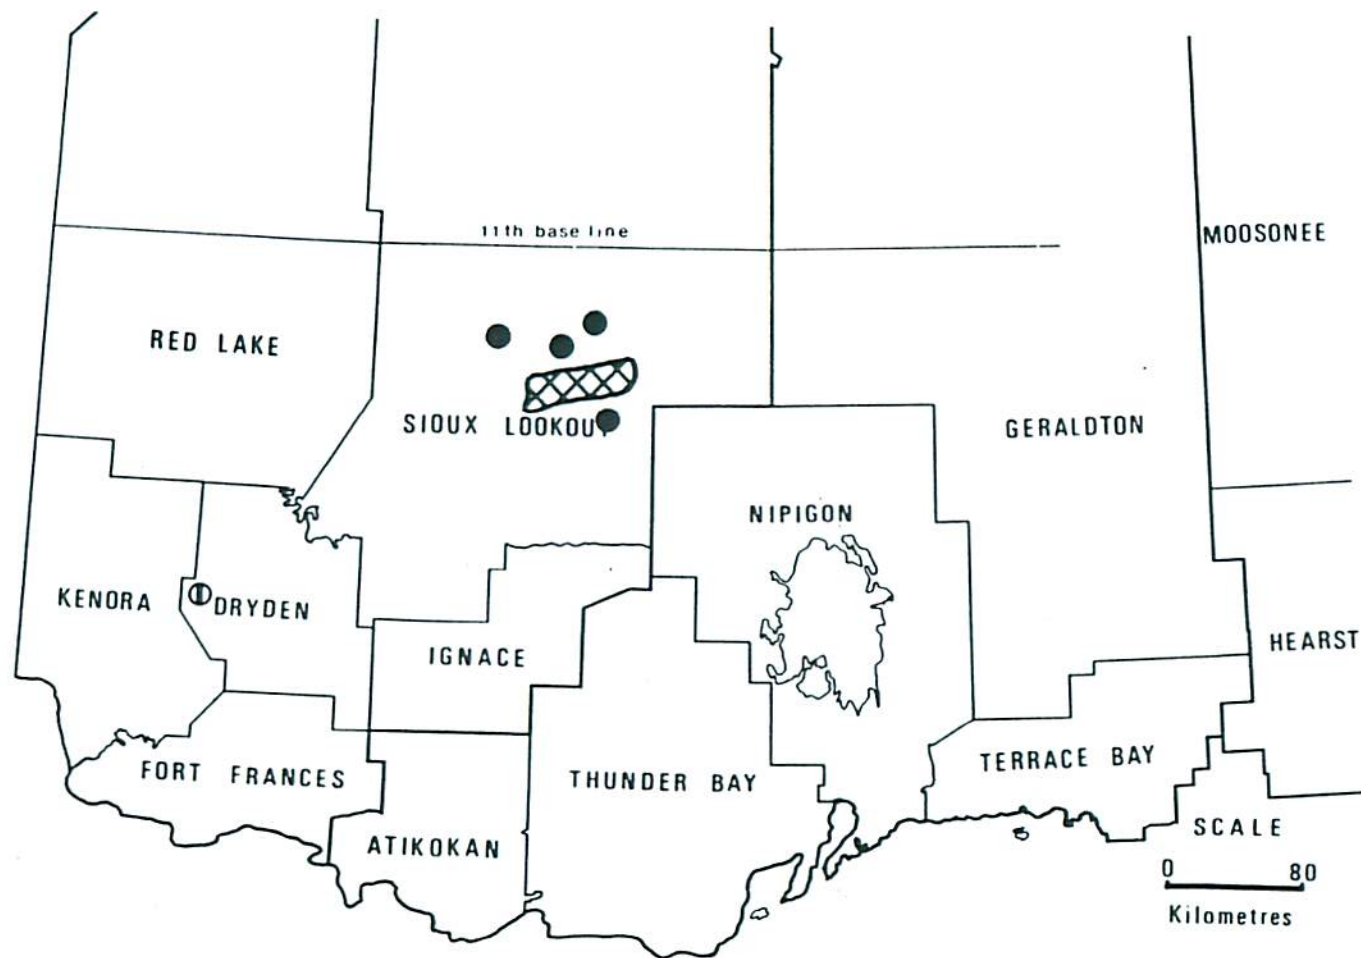 11th base line
MOOSONEE
RED LAKE
SIOUX LOOKOUT
GERALDTON
NIPIGON
KENORA
DRYDEN
IGNACE
HEARST
FORT FRANCES
THUNDER BAY
TERRACE BAY
ATIKOKAN
SCALE
0 80
Kilometres